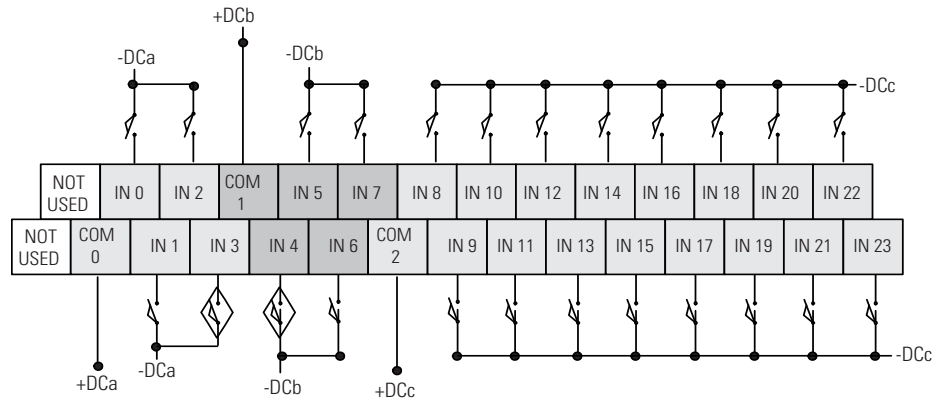 +DCb
-DCa
-DCb
-DCc
NOT USED
IN 0
IN 2
COM 1
IN 5
IN 7
IN 8
IN 10
IN 12
IN 14
IN 16
IN 18
IN 20
IN 22
NOT USED
COM 0
IN 1
IN 3
IN 4
IN 6
COM 2
IN 9
IN 11
IN 13
IN 15
IN 17
IN 19
IN 21
IN 23
-DCa
-DCb
-DCc
+DCa
+DCc